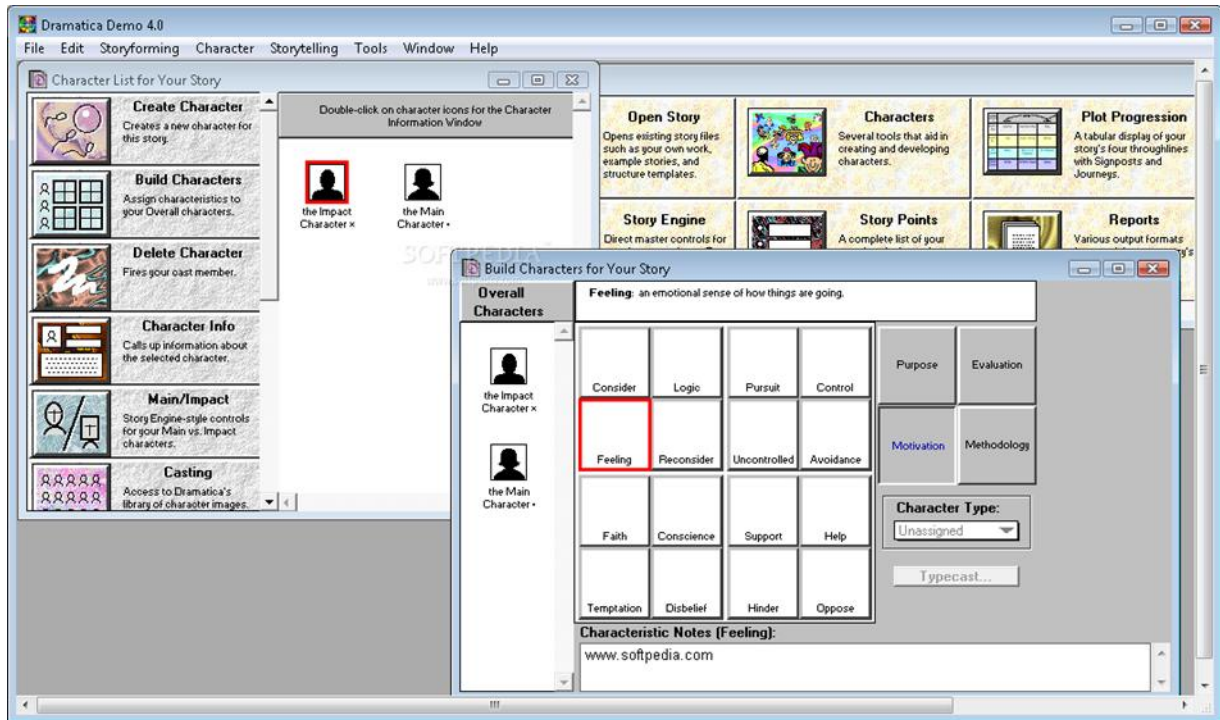 Dramatica Demo 4.0
File Edit Storyforming Character Storytelling Tools Window Help
Character List for Your Story
Create Character
Creates a new character for
this story.
Build Characters
Assign characteristics to
your Overall characters.
Delete Character
Fires your cast member.
Character Info
Calls up information about
the selected character.
Main/Impact
Story Engine-style controls
for your Main vs. Impact
characters.
Casting
Access to Dramatica's
library of character images.
Double-click on character icons for the Character
Information Window
the Impact
Character ×
the Main
Character •
SOFTPEDIA
Open Story
Opens existing story files
such as your own work,
example stories, and
structure templates.
Characters
Several tools that aid in
creating and developing
characters.
Plot Progression
A tabular display of your
story's four throughlines
with Signposts and
Journeys.
Story Engine
Direct master controls for
Story Points
A complete list of your
Reports
Various output formats
Build Characters for Your Story
Overall
Characters
the Impact
Character ×
the Main
Character •
Feeling: an emotional sense of how things are going.
Consider Logic Pursuit Control
Feeling Reconsider Uncontrolled Avoidance
Faith Conscience Support Help
Temptation Disbelief Hinder Oppose
Purpose Evaluation
Motivation Methodology
Character Type:
Unassigned
Typecast...
Characteristic Notes (Feeling):
www.softpedia.com